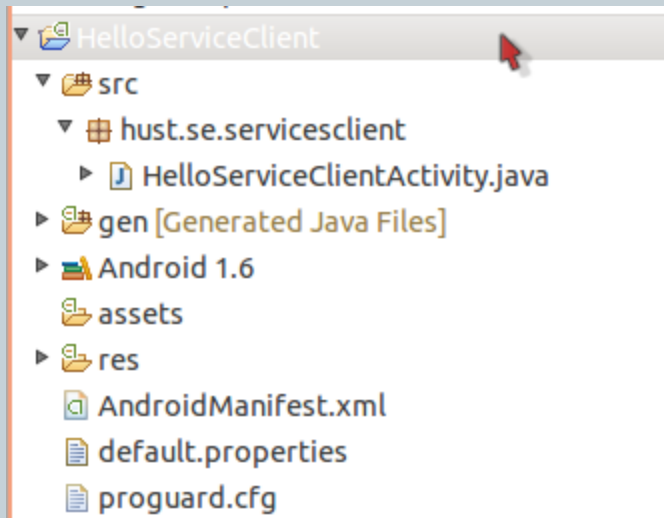 HelloServiceClient
src
hust.se.servicesclient
HelloServiceClientActivity.java
gen [Generated Java Files]
Android 1.6
assets
res
AndroidManifest.xml
default.properties
proguard.cfg